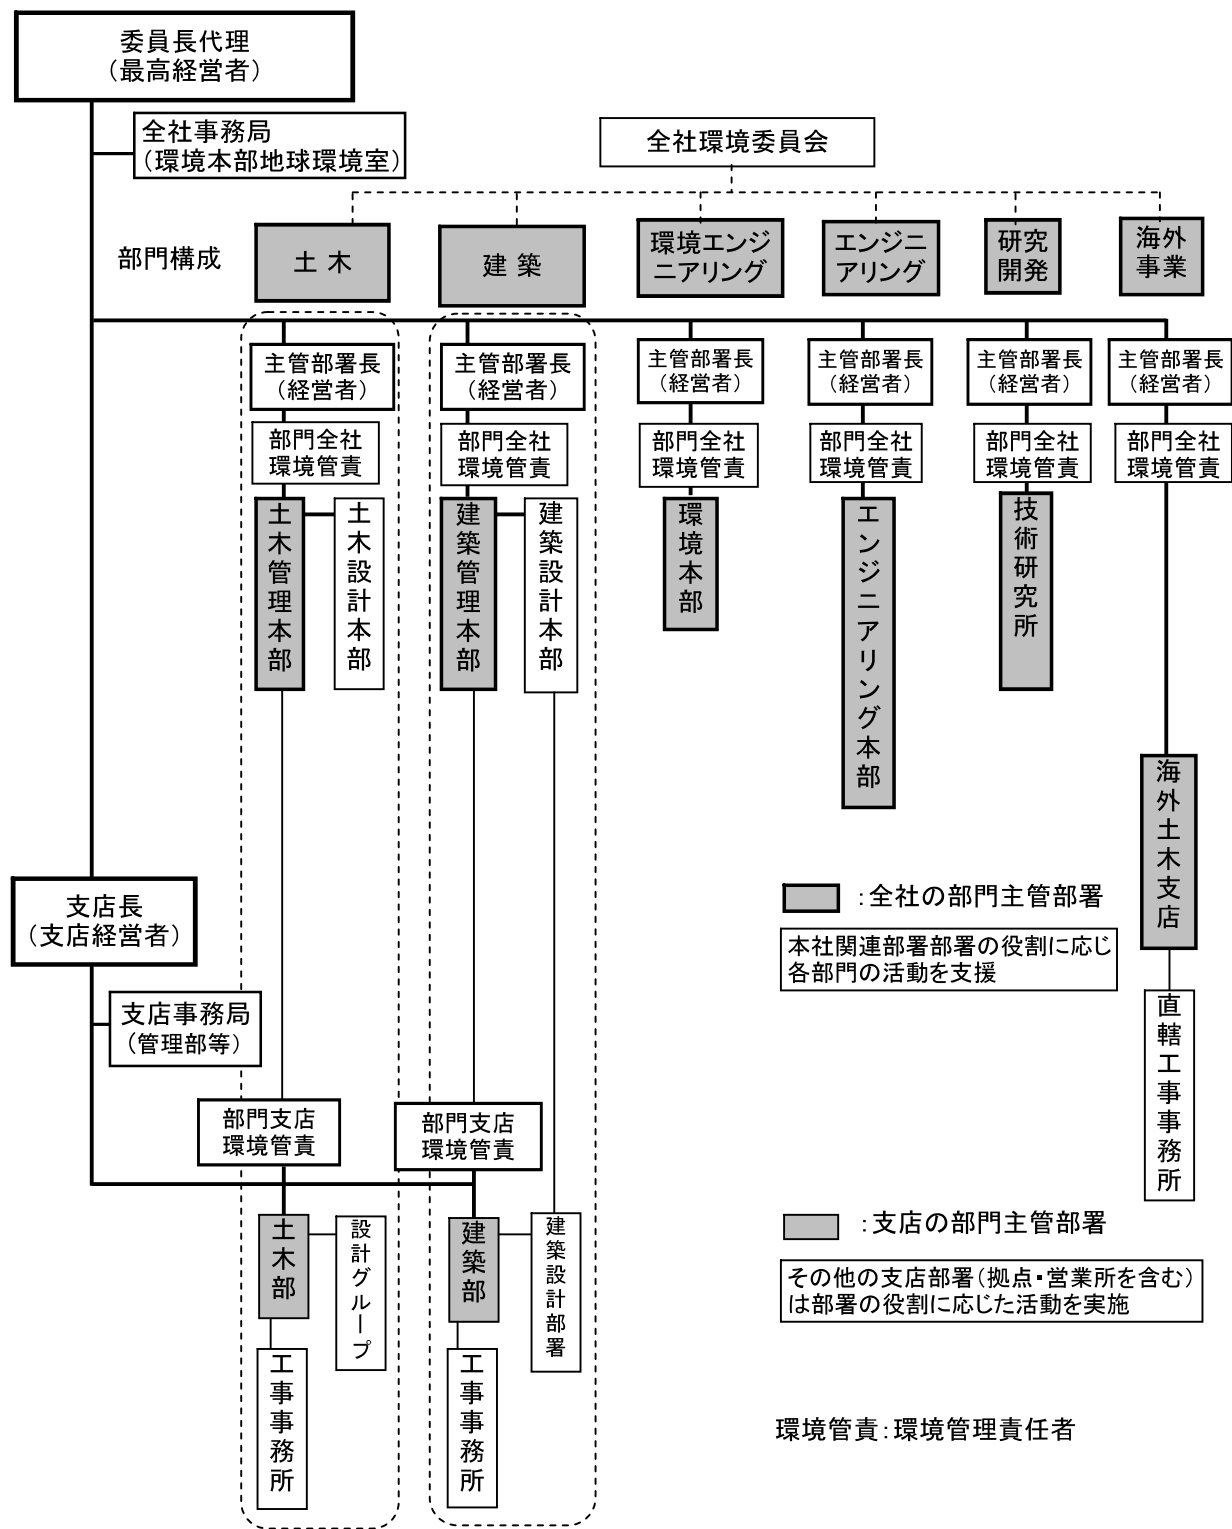 委員長代理
（最高経営者）
全社事務局
（環境本部地球環境室）
全社環境委員会
部門構成
土木
建築
環境エンジ
ニアリング
エンジニ
アリング
研究
開発
海外
事業
主管部署長
（経営者）
主管部署長
（経営者）
主管部署長
（経営者）
主管部署長
（経営者）
主管部署長
（経営者）
主管部署長
（経営者）
部門全社
環境管責
部門全社
環境管責
部門全社
環境管責
部門全社
環境管責
部門全社
環境管責
部門全社
環境管責
土木管理本部
土木設計本部
建築管理本部
建築設計本部
環境本部
エンジニアリング本部
技術研究所
海外土木支店
直轄工事事務所
支店長
（支店経営者）
支店事務局
（管理部等）
：全社の部門主管部署
本社関連部署部署の役割に応じ
各部門の活動を支援
部門支店
環境管責
部門支店
環境管責
土木部
設計グループ
建築部
建築設計部署
工事事務所
工事事務所
：支店の部門主管部署
その他の支店部署（拠点・営業所を含む）
は部署の役割に応じた活動を実施
環境管責：環境管理責任者